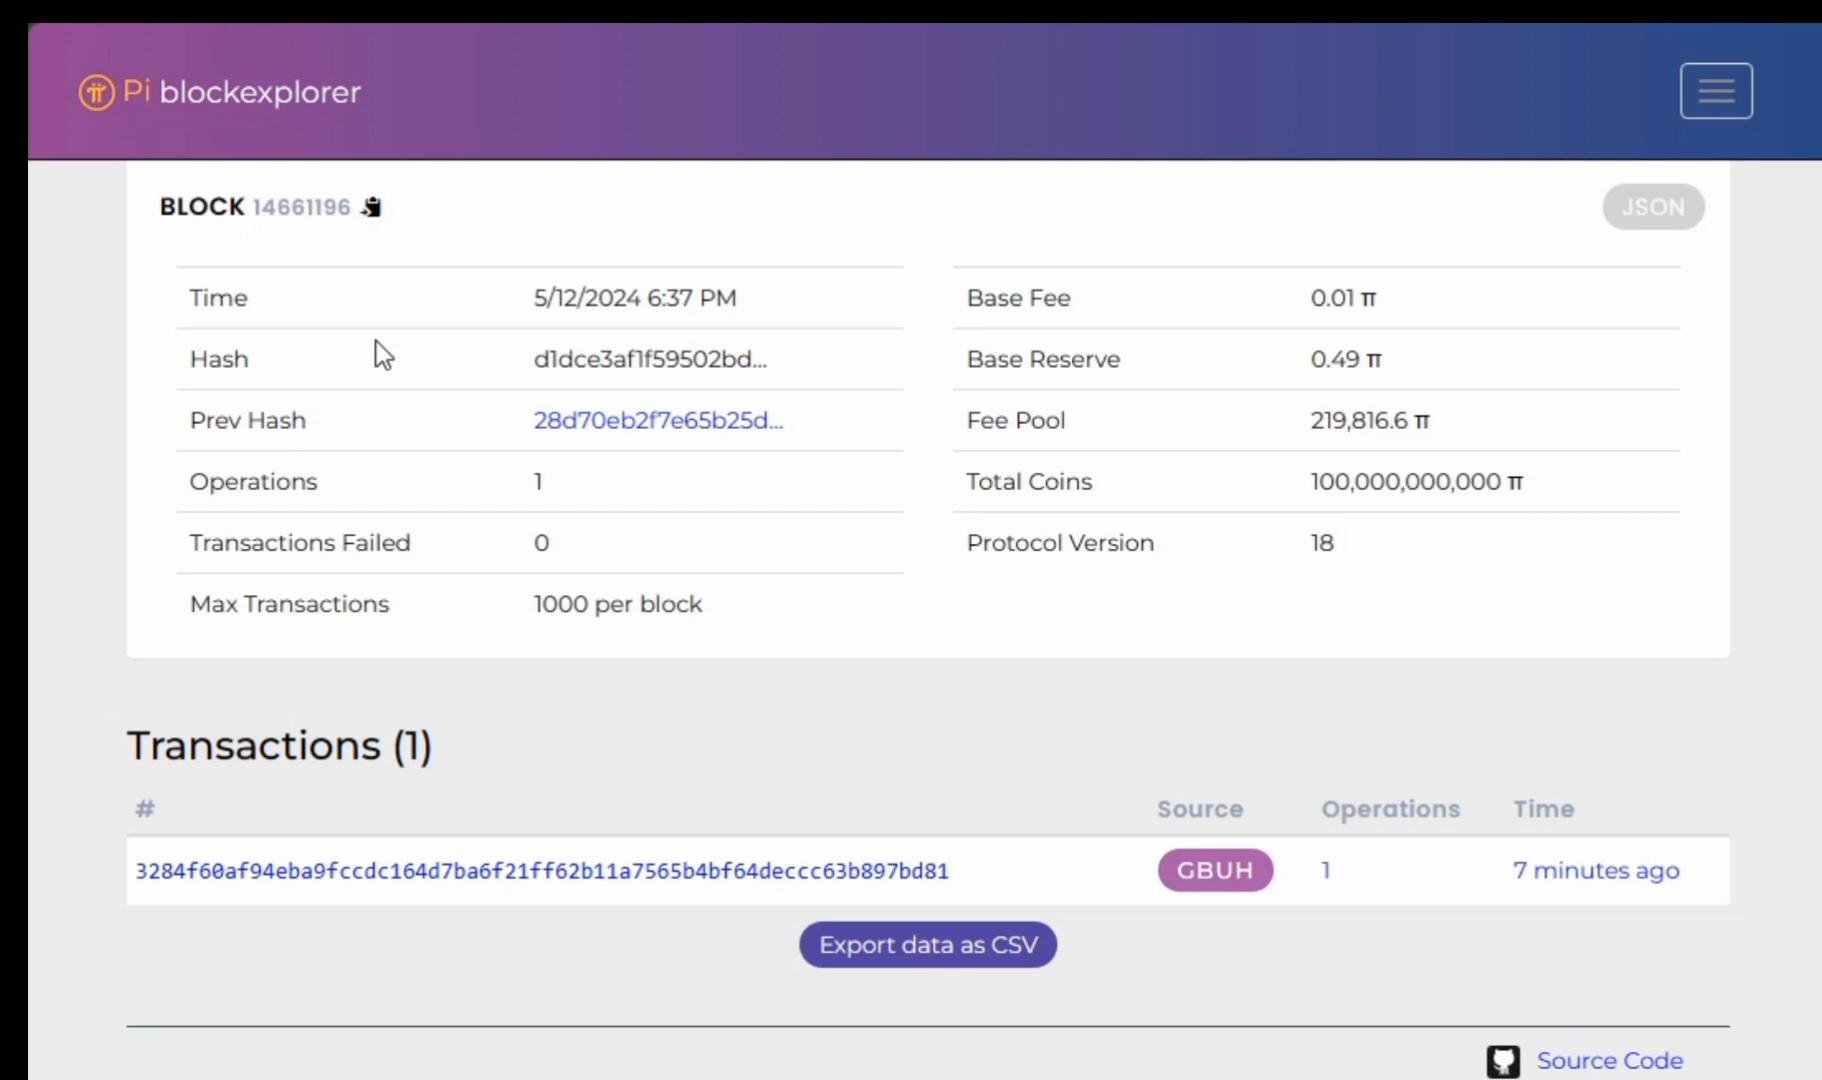 Pi blockexplorer
BLOCK 14661196
JSON
Time 5/12/2024 6:37 PM
Hash d1dce3af1f59502bd...
Prev Hash 28d70eb2f7e65b25d...
Operations 1
Transactions Failed 0
Max Transactions 1000 per block
Base Fee 0.01 π
Base Reserve 0.49 π
Fee Pool 219,816.6 π
Total Coins 100,000,000,000 π
Protocol Version 18
Transactions (1)
# Source Operations Time
3284f60af94eba9fccdc164d7ba6f21ff62b11a7565b4bf64deccc63b897bd81 GBUH 1 7 minutes ago
Export data as CSV
Source Code